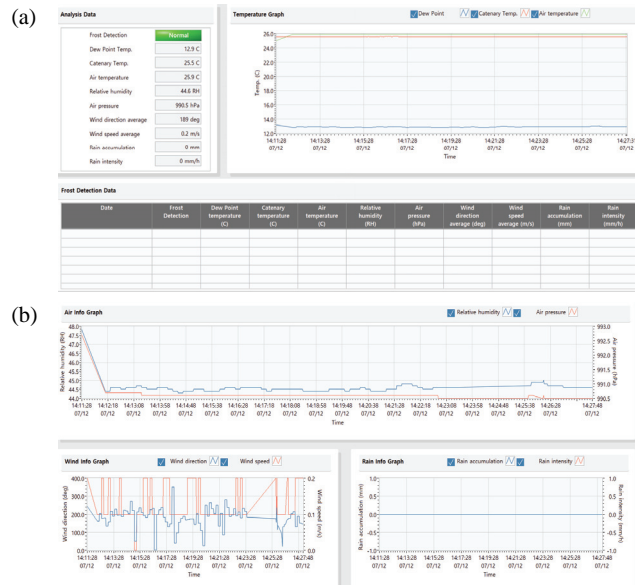 (a)
Analysis Data
Frost Detection Normal
Dew Point Temp. 12.9 C
Catenary Temp. 25.5 C
Air temperature 25.9 C
Relative humidity 44.6 RH
Air pressure 990.5 hPa
Wind direction average 189 deg
Wind speed average 0.2 m/s
Rain accumulation 0 mm
Rain intensity 0 mm/h
Temperature Graph
Dew Point Catenary Temp. Air temperature
Temp. (C)
26.0
24.0
22.0
20.0
18.0
16.0
14.0
12.0
14:11:28 14:13:28 14:15:28 14:17:28 14:19:28 14:21:28 14:23:28 14:25:28 14:27:31
07/12 07/12 07/12 07/12 07/12 07/12 07/12 07/12 07/12
Time
Frost Detection Data
Date Frost Detection Dew Point temperature (C) Catenary temperature (C) Air temperature (C) Relative humidity (RH) Air pressure (hPa) Wind direction average (deg) Wind speed average (m/s) Rain accumulation (mm) Rain intensity (mm/h)
(b)
Air Info Graph
Relative humidity Air pressure
Relative humidity (RH)
48.0
47.0
46.0
45.0
44.0
Air pressure (hPa)
993.0
992.5
992.0
991.5
991.0
990.5
14:11:28 14:12:18 14:13:08 14:13:58 14:14:48 14:15:38 14:16:28 14:17:18 14:18:08 14:18:58 14:19:48 14:20:38 14:21:28 14:22:18 14:23:08 14:23:58 14:24:48 14:25:38 14:26:28 14:27:48
07/12 07/12 07/12 07/12 07/12 07/12 07/12 07/12 07/12 07/12 07/12 07/12 07/12 07/12 07/12 07/12 07/12 07/12 07/12 07/12
Time
Wind Info Graph
Wind direction Wind speed
Wind direction (deg)
400.0
300.0
200.0
100.0
0.0
Wind speed (m/s)
0.2
0.1
0.0
14:11:28 14:13:28 14:15:28 14:17:28 14:19:28 14:21:28 14:23:28 14:25:28 14:27:48
07/12 07/12 07/12 07/12 07/12 07/12 07/12 07/12 07/12
Time
Rain Info Graph
Rain accumulation Rain intensity
Rain accumulation (mm)
1.0
0.5
0.0
-0.5
-1.0
Rain intensity (mm/h)
1.0
0.5
0.0
-0.5
-1.0
14:11:28 14:13:28 14:15:28 14:17:28 14:19:28 14:21:28 14:23:28 14:25:28 14:27:48
07/12 07/12 07/12 07/12 07/12 07/12 07/12 07/12 07/12
Time